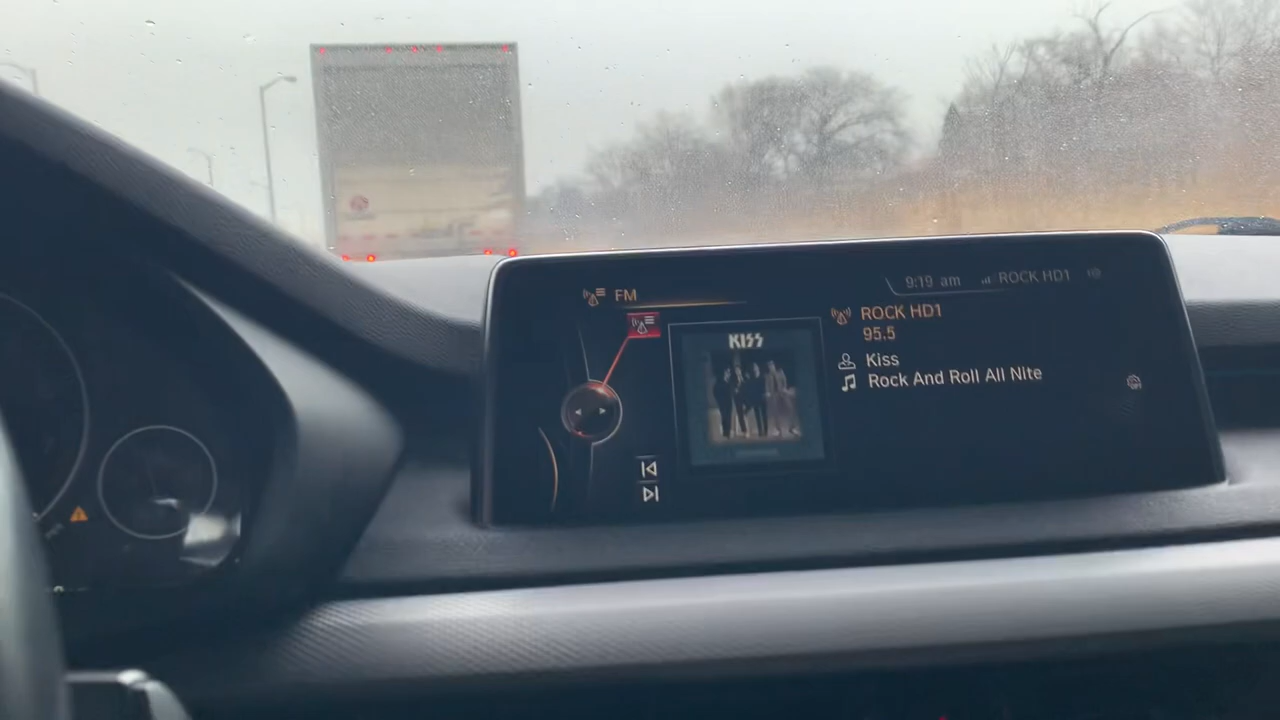 FM
9:19 am ROCK HD1
ROCK HD1
95.5
Kiss
Rock And Roll All Nite
KISS